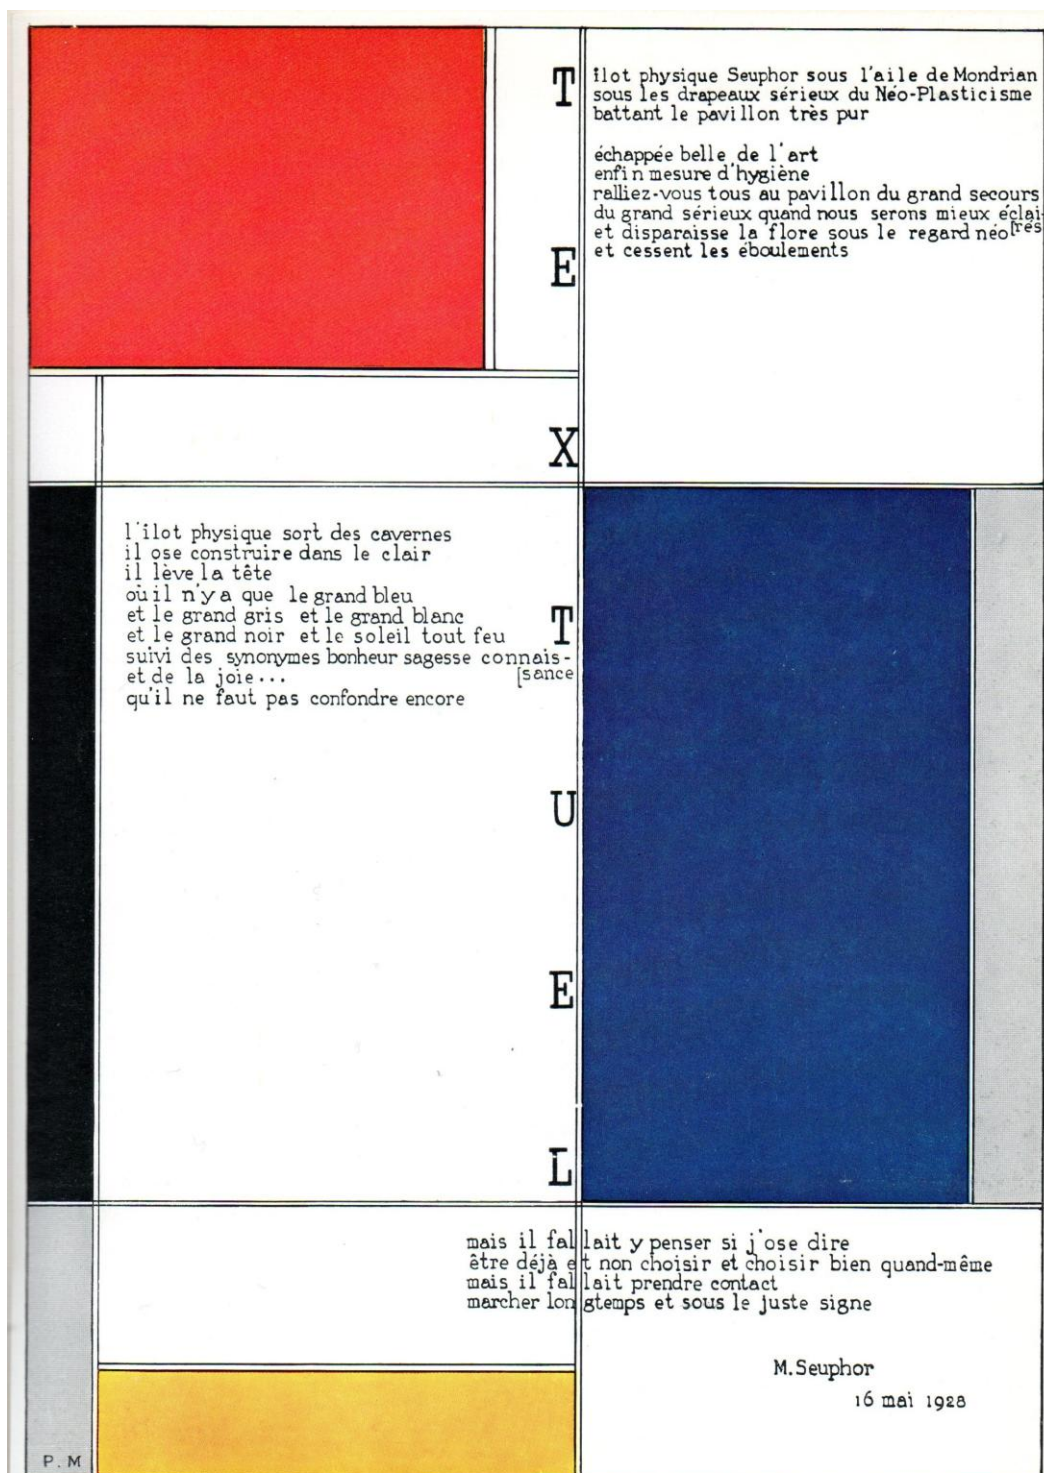 TEXTUEL
îlot physique Seuphor sous l'aile de Mondrian
sous les drapeaux sérieux du Néo-Plasticisme
battant le pavillon très pur
échappée belle de l'art
enfin mesure d'hygiène
ralliez-vous tous au pavillon du grand secours
du grand sérieux quand nous serons mieux éclai-
et disparaisse la flore sous le regard néo [rés
et cessent les éboulements
l'ilot physique sort des cavernes
il ose construire dans le clair
il lève la tête
où il n'y a que le grand bleu
et le grand gris et le grand blanc
et le grand noir et le soleil tout feu
suivi des synonymes bonheur sagesse connais-
et de la joie... [sance
qu'il ne faut pas confondre encore
mais il fallait y penser si j'ose dire
être déjà et non choisir et choisir bien quand-même
mais il fallait prendre contact
marcher longtemps et sous le juste signe
M. Seuphor
16 mai 1928
P. M